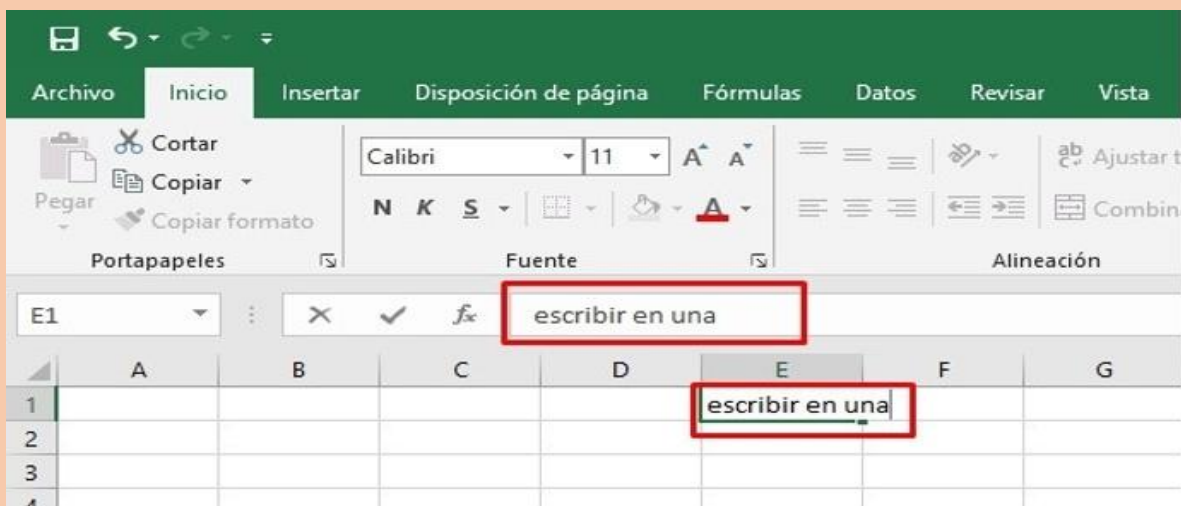 Archivo Inicio Insertar Disposición de página Fórmulas Datos Revisar Vista
Cortar Calibri 11 A A ab Ajustar t
Copiar
Pegar N K S A Combin
Copiar formato
Portapapeles Fuente Alineación
E1 fx escribir en una
A B C D E F G
1 escribir en una
2
3